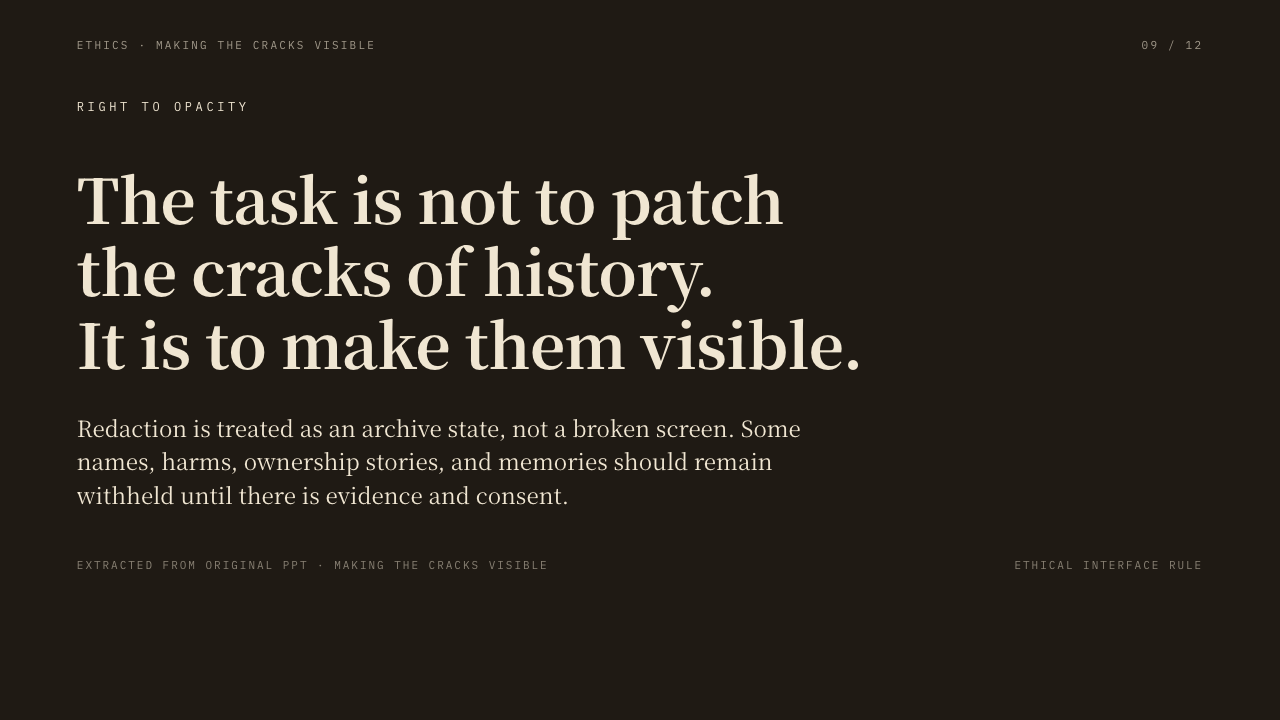 ETHICS · MAKING THE CRACKS VISIBLE
09 / 12
RIGHT TO OPACITY
The task is not to patch
the cracks of history.
It is to make them visible.
Redaction is treated as an archive state, not a broken screen. Some
names, harms, ownership stories, and memories should remain
withheld until there is evidence and consent.
EXTRACTED FROM ORIGINAL PPT · MAKING THE CRACKS VISIBLE
ETHICAL INTERFACE RULE